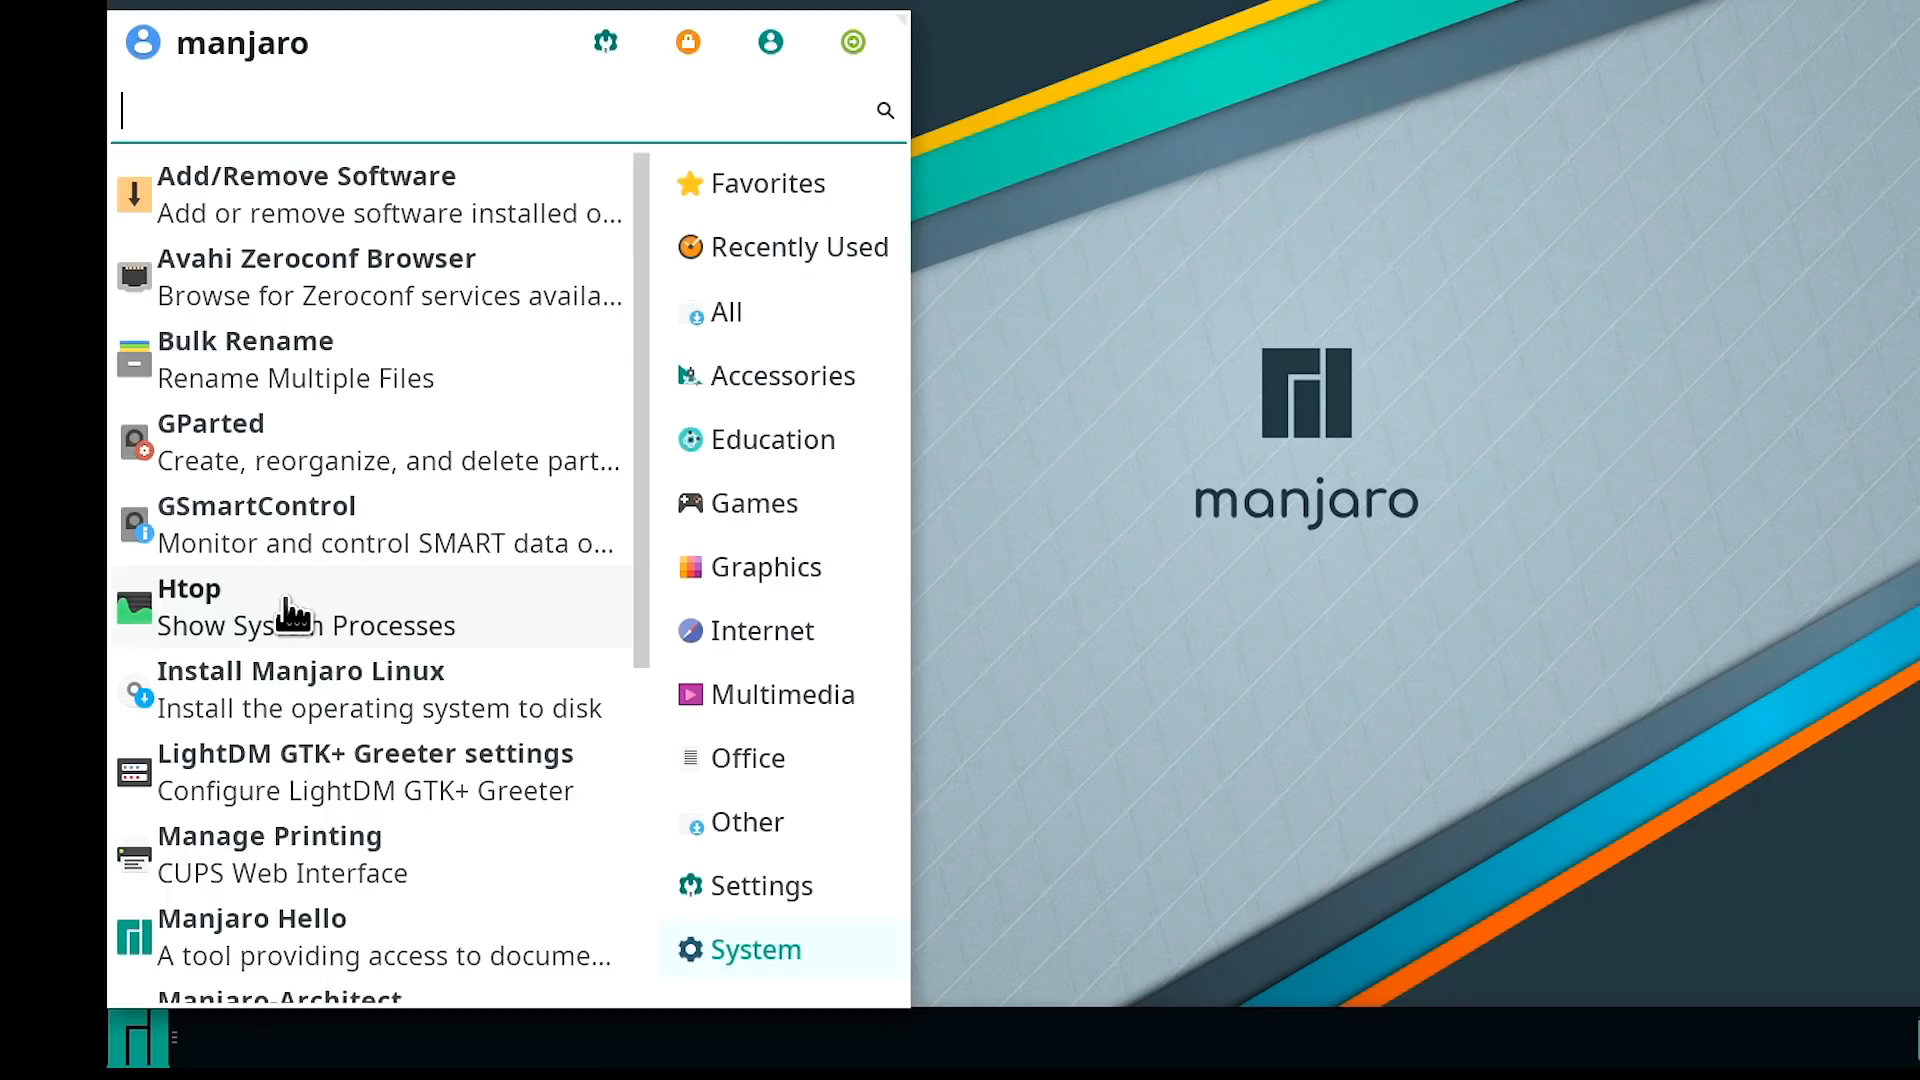 manjaro
Add/Remove Software
Add or remove software installed o...
Avahi Zeroconf Browser
Browse for Zeroconf services availa...
Bulk Rename
Rename Multiple Files
GParted
Create, reorganize, and delete part...
GSmartControl
Monitor and control SMART data o...
Htop
Show System Processes
Install Manjaro Linux
Install the operating system to disk
LightDM GTK+ Greeter settings
Configure LightDM GTK+ Greeter
Manage Printing
CUPS Web Interface
Manjaro Hello
A tool providing access to docume...
Manjaro-Architect
Favorites
Recently Used
All
Accessories
Education
Games
Graphics
Internet
Multimedia
Office
Other
Settings
System
manjaro